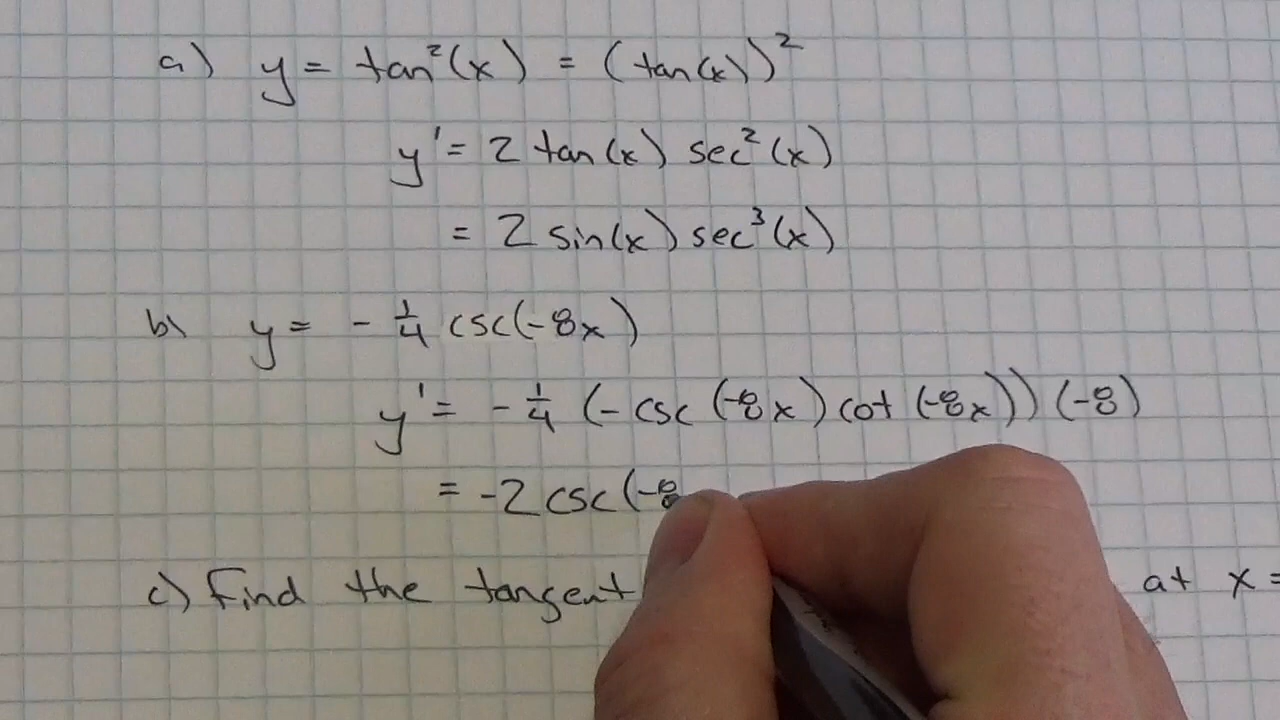 a) y = tan²(x) = (tan(x))²
y' = 2 tan(x) sec²(x)
= 2 sin(x) sec³(x)
b) y = - 1/4 csc(-8x)
y' = - 1/4 (-csc(-8x) cot(-8x)) (-8)
= -2 csc(-8
c) Find the tangent at x =